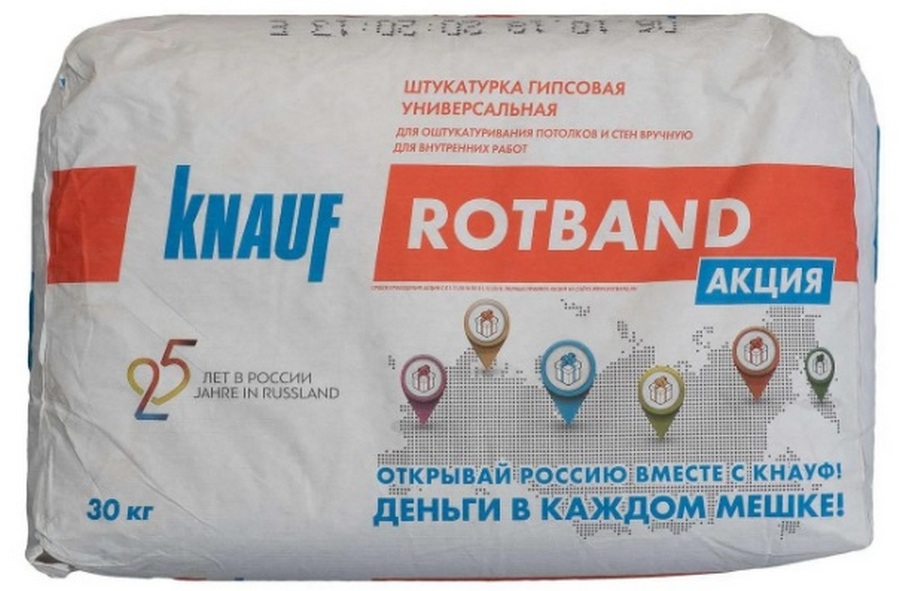 ШТУКАТУРКА ГИПСОВАЯ
УНИВЕРСАЛЬНАЯ
ДЛЯ ОШТУКАТУРИВАНИЯ ПОТОЛКОВ И СТЕН ВРУЧНУЮ
ДЛЯ ВНУТРЕННИХ РАБОТ
KNAUF
ROTBAND
АКЦИЯ
25
ЛЕТ В РОССИИ
JAHRE IN RUSSLAND
ОТКРЫВАЙ РОССИЮ ВМЕСТЕ С КНАУФ!
ДЕНЬГИ В КАЖДОМ МЕШКЕ!
30 кг